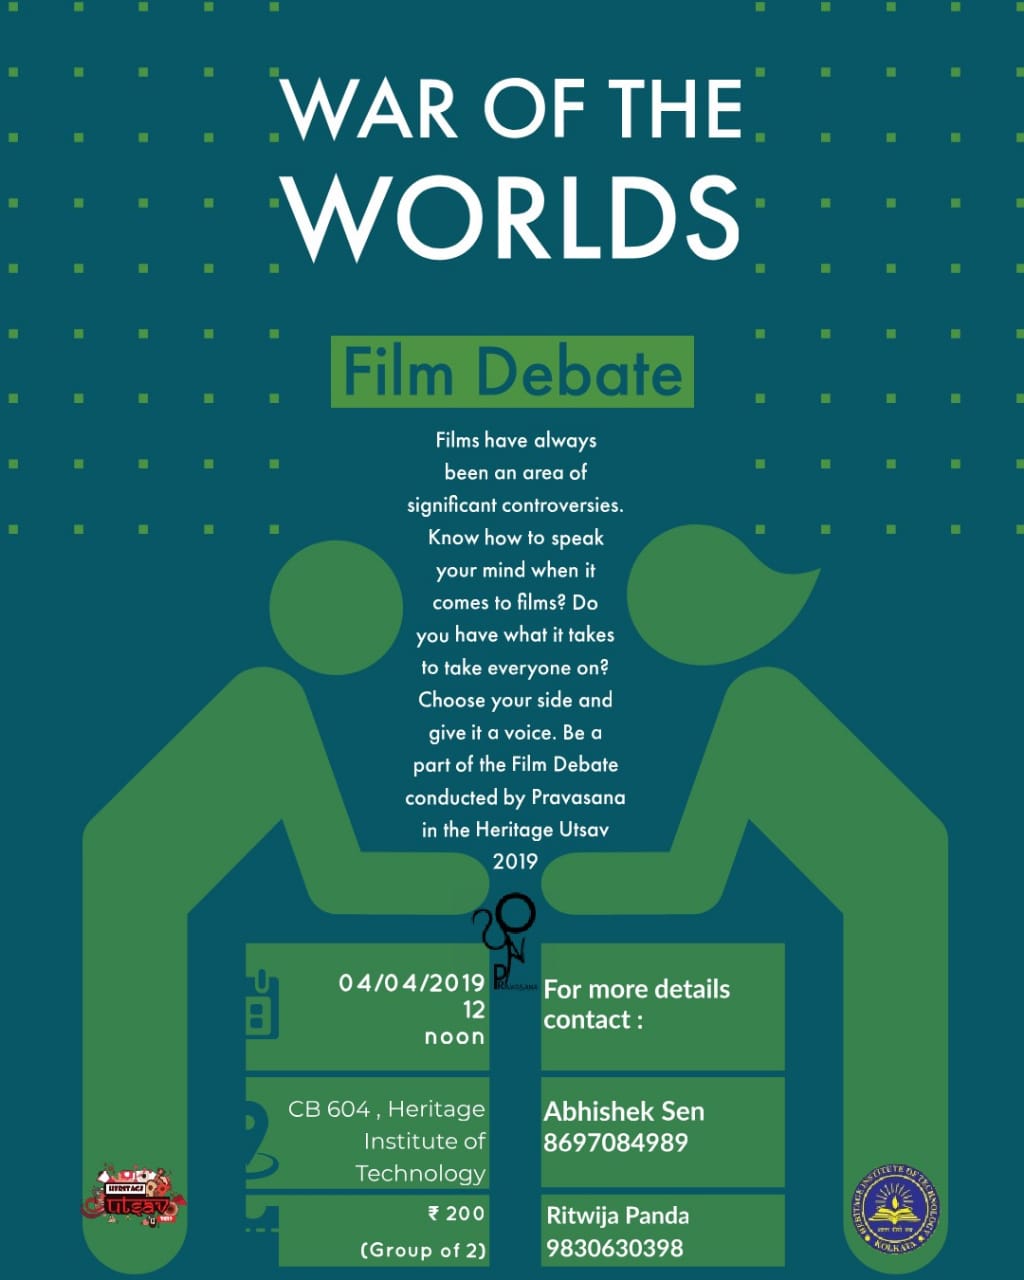 WAR OF THE
WORLDS
Film Debate
Films have always
been an area of
significant controversies.
Know how to speak
your mind when it
comes to films? Do
you have what it takes
to take everyone on?
Choose your side and
give it a voice. Be a
part of the Film Debate
conducted by Pravasana
in the Heritage Utsav
2019
PRAVASANA
04/04/2019
12
noon
CB 604 , Heritage
Institute of
Technology
₹ 200
(Group of 2)
For more details
contact :
Abhishek Sen
8697084989
Ritwija Panda
9830630398
HERITAGE
utsav
HERITAGE INSTITUTE OF TECHNOLOGY
KOLKATA